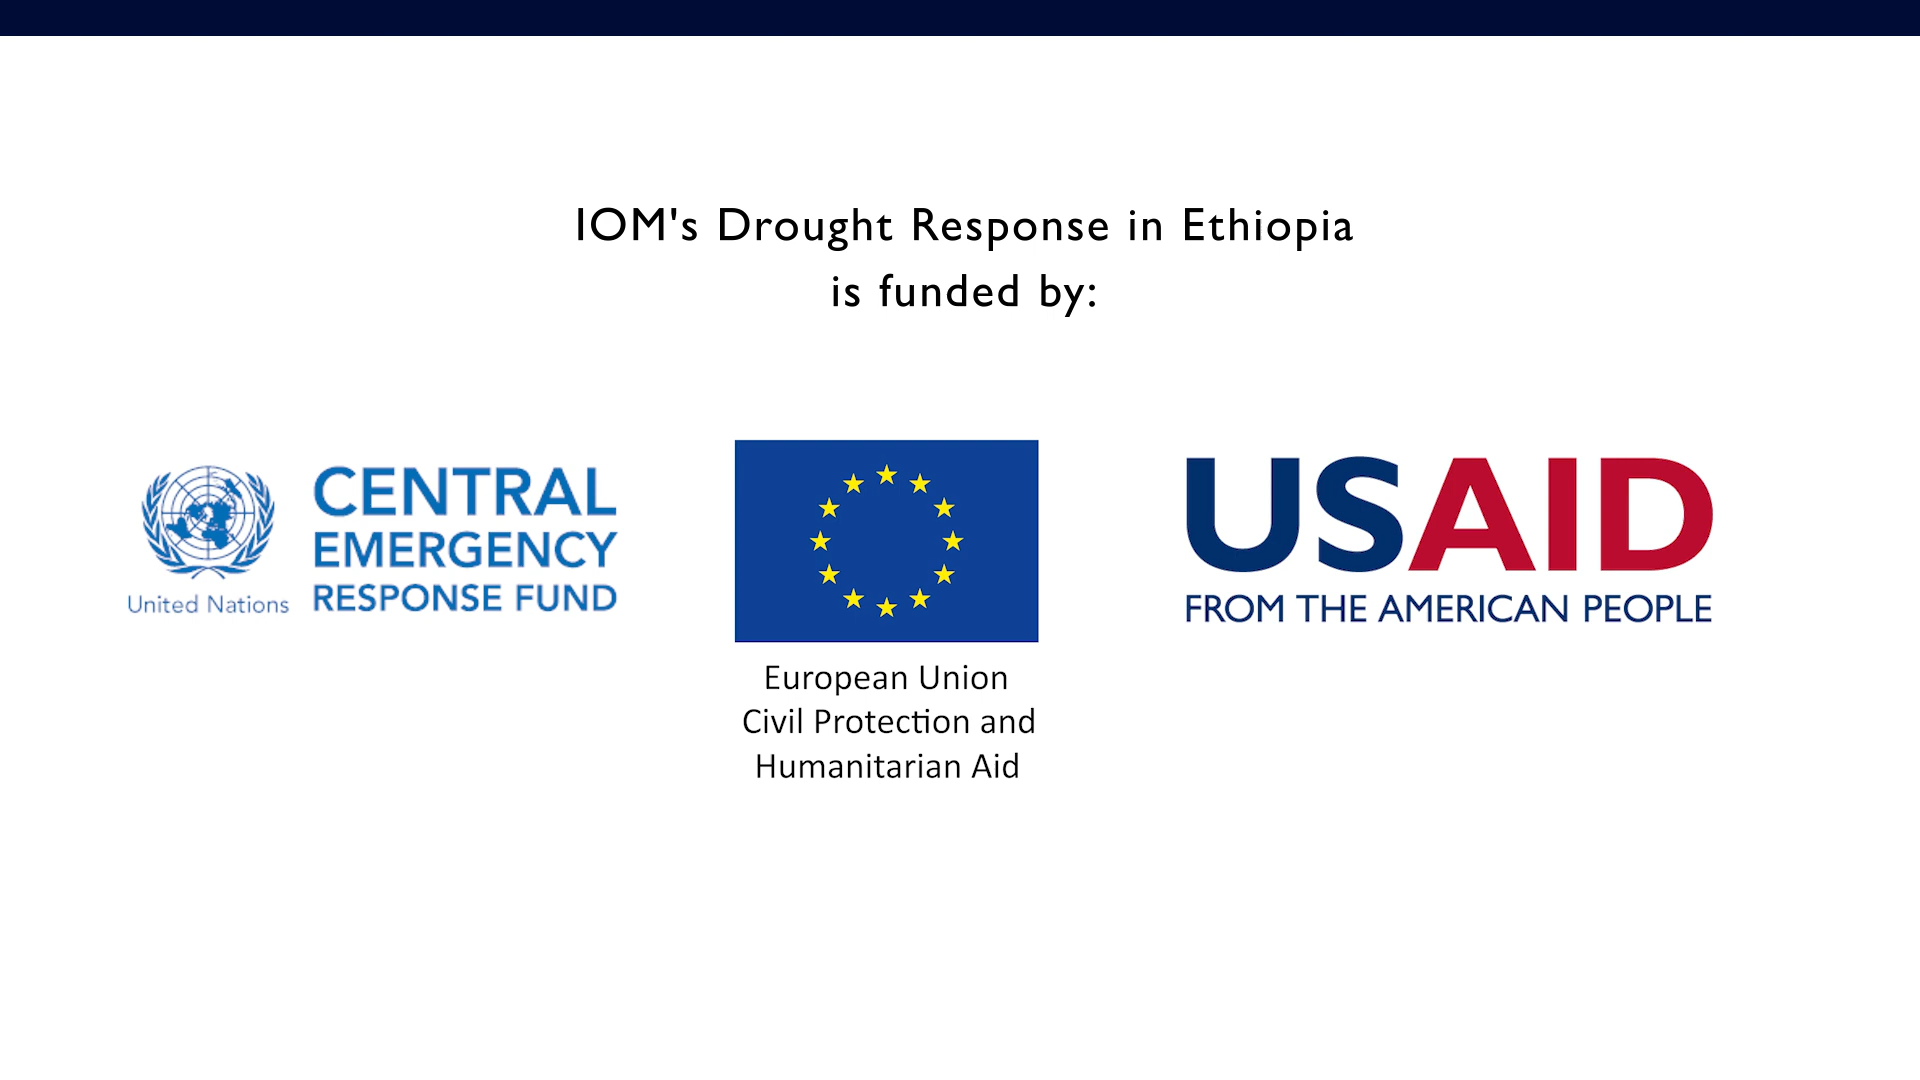 IOM's Drought Response in Ethiopia
is funded by:
CENTRAL
EMERGENCY
RESPONSE FUND
United Nations
European Union
Civil Protection and
Humanitarian Aid
USAID
FROM THE AMERICAN PEOPLE